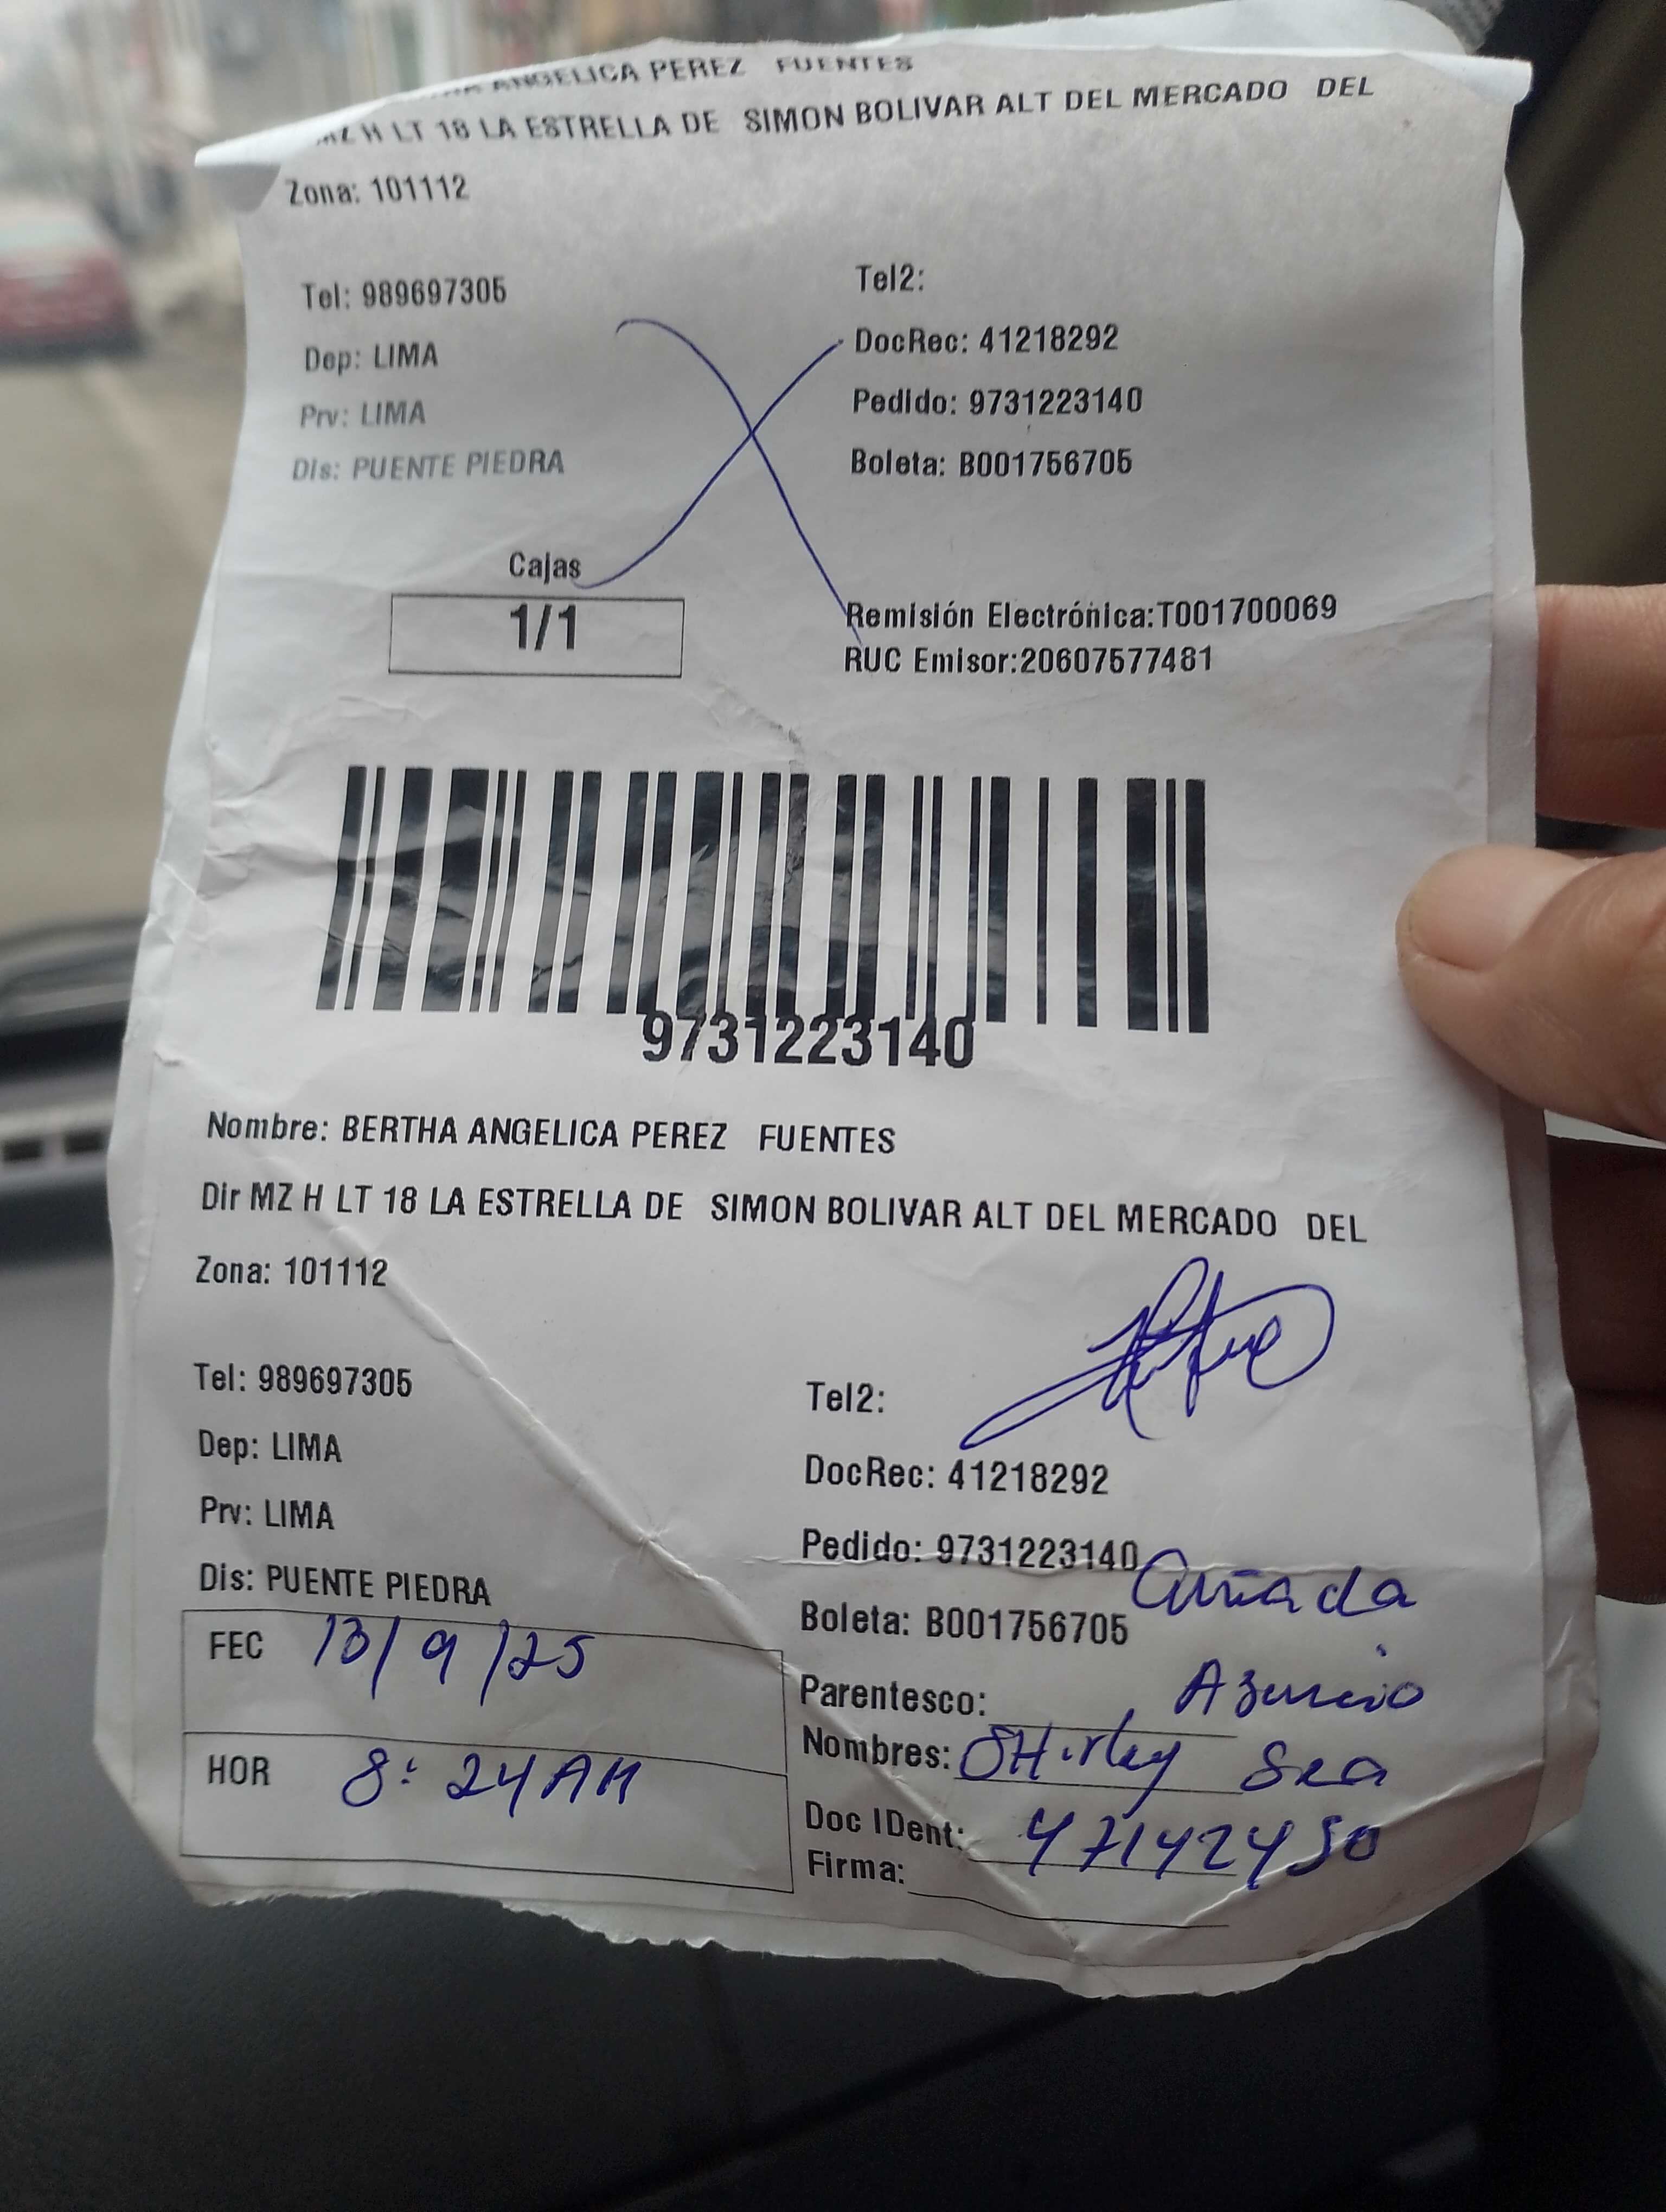 ANGELICA PEREZ FUENTES
MZ H LT 18 LA ESTRELLA DE SIMON BOLIVAR ALT DEL MERCADO DEL
Zona: 101112
Tel: 989697305
Tel2:
Dep: LIMA
DocRec: 41218292
Prv: LIMA
Pedido: 9731223140
Dis: PUENTE PIEDRA
Boleta: B001756705
Cajas
1/1
Remisión Electrónica:T001700069
RUC Emisor:20607577481
9731223140
Nombre: BERTHA ANGELICA PEREZ FUENTES
Dir MZ H LT 18 LA ESTRELLA DE SIMON BOLIVAR ALT DEL MERCADO DEL
Zona: 101112
Tel: 989697305
Tel2:
Dep: LIMA
DocRec: 41218292
Prv: LIMA
Pedido: 9731223140
Dis: PUENTE PIEDRA
Boleta: B001756705
Cuñada
FEC 13/9/25
Parentesco:
Nombres: SHirley
HOR 8:24 AM
Doc IDent: 47142450
Firma: